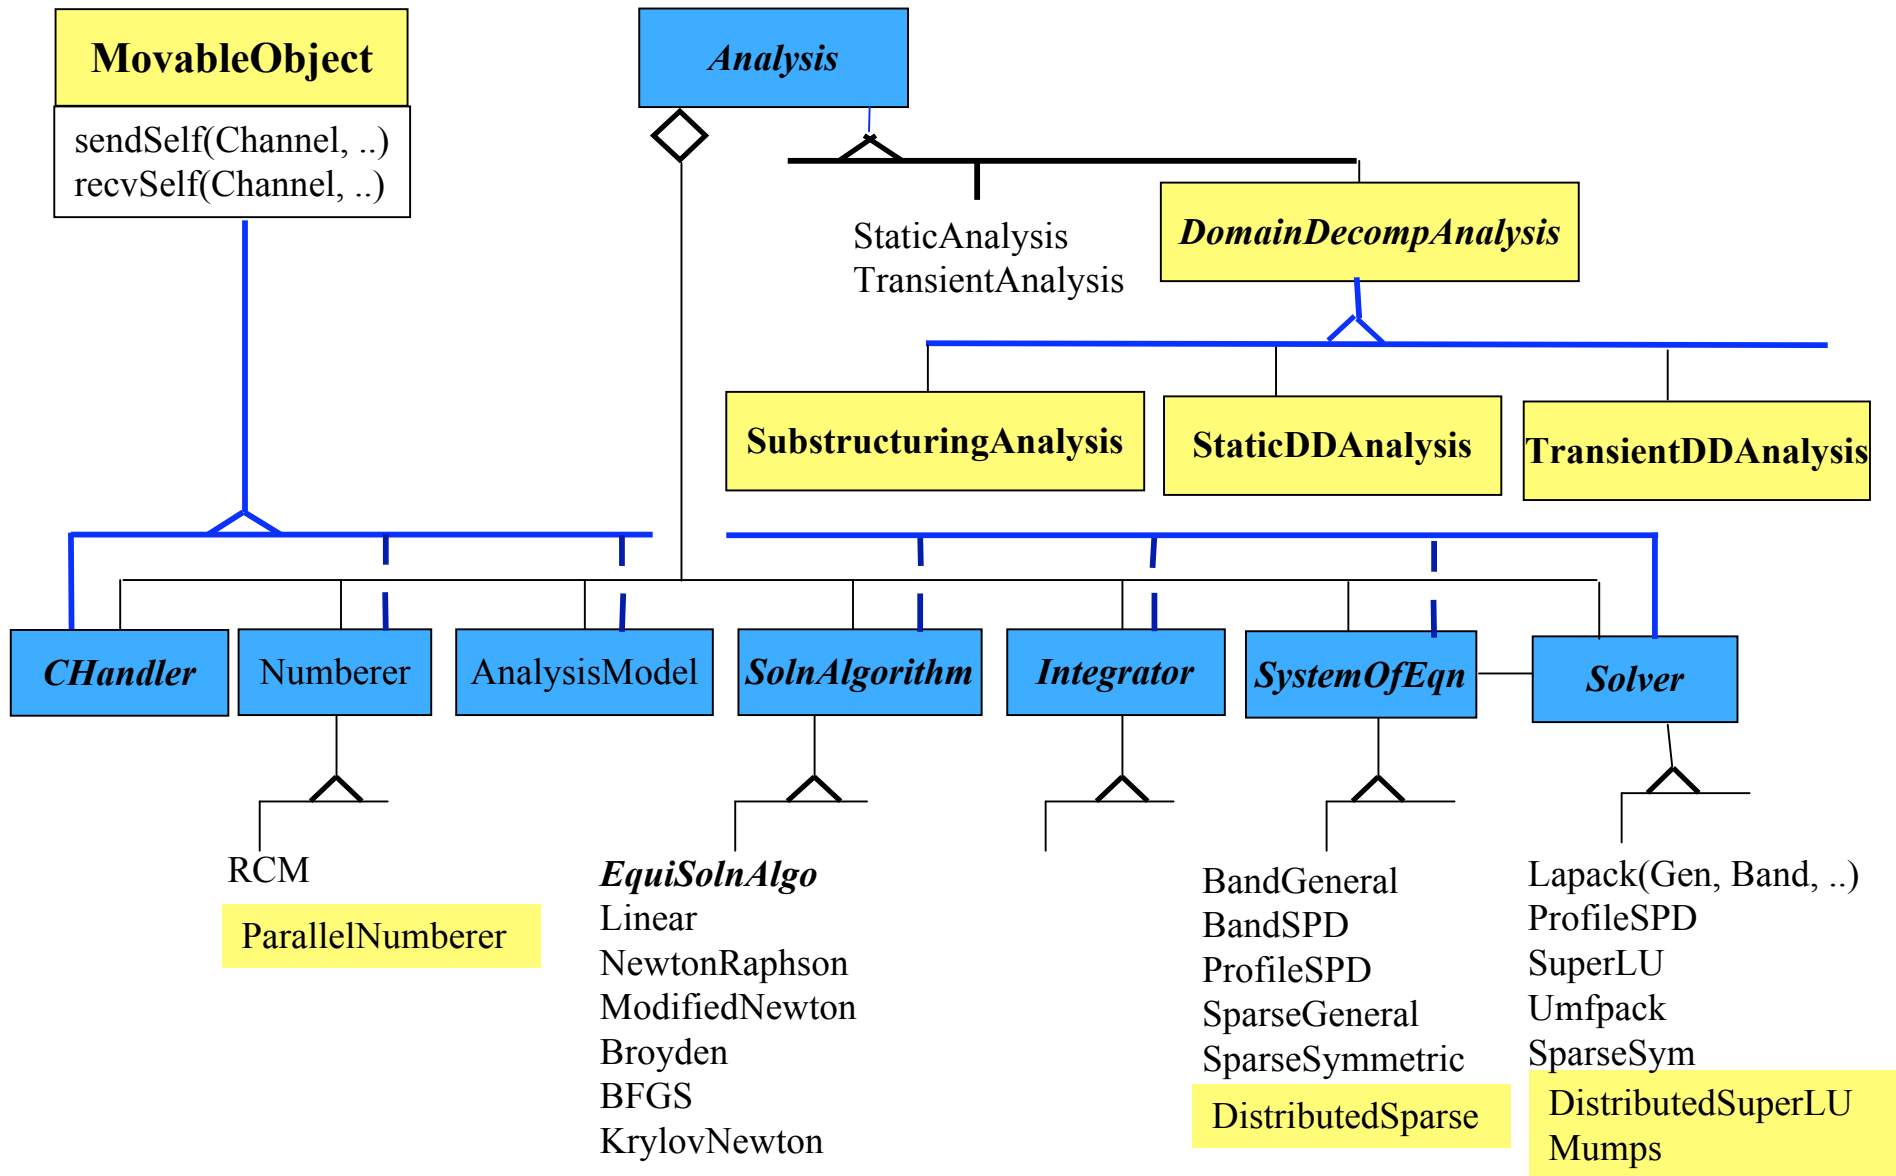 MovableObject
sendSelf(Channel, ..)
recvSelf(Channel, ..)
Analysis
StaticAnalysis
TransientAnalysis
DomainDecompAnalysis
SubstructuringAnalysis
StaticDDAnalysis
TransientDDAnalysis
CHandler
Numberer
AnalysisModel
SolnAlgorithm
Integrator
SystemOfEqn
Solver
RCM
ParallelNumberer
EquiSolnAlgo
Linear
NewtonRaphson
ModifiedNewton
Broyden
BFGS
KrylovNewton
BandGeneral
BandSPD
ProfileSPD
SparseGeneral
SparseSymmetric
DistributedSparse
Lapack(Gen, Band, ..)
ProfileSPD
SuperLU
Umfpack
SparseSym
DistributedSuperLU
Mumps